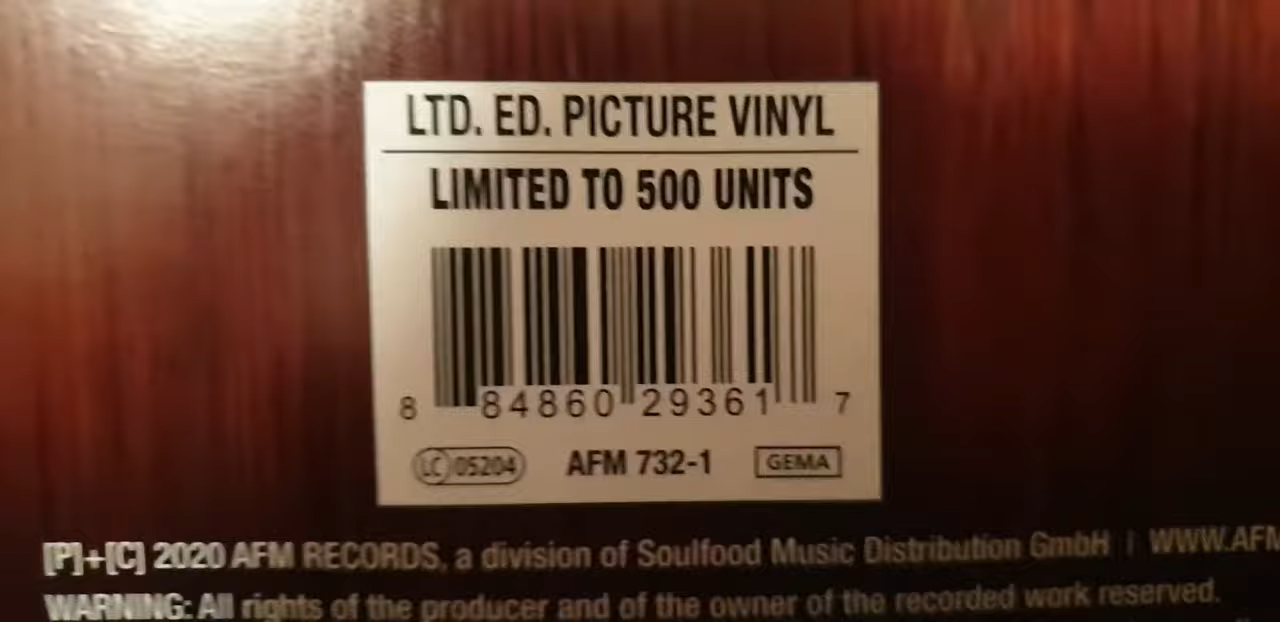 LTD. ED. PICTURE VINYL
LIMITED TO 500 UNITS
8 84860 29361 7
LC 05204 AFM 732-1 GEMA
[P]+[C] 2020 AFM RECORDS, a division of Soulfood Music Distribution GmbH | WWW.AFM
WARNING: All rights of the producer and of the owner of the recorded work reserved.